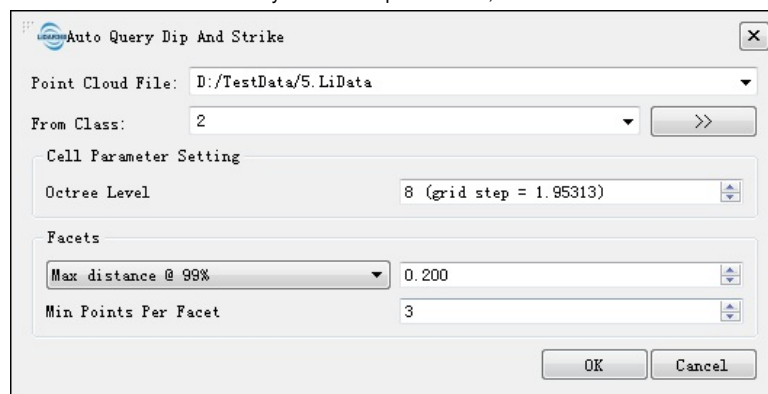 Auto Query Dip And Strike
Point Cloud File: D:/TestData/5.LiData
From Class: 2 >>
Cell Parameter Setting
Octree Level 8 (grid step = 1.95313)
Facets
Max distance @ 99% 0.200
Min Points Per Facet 3
OK Cancel